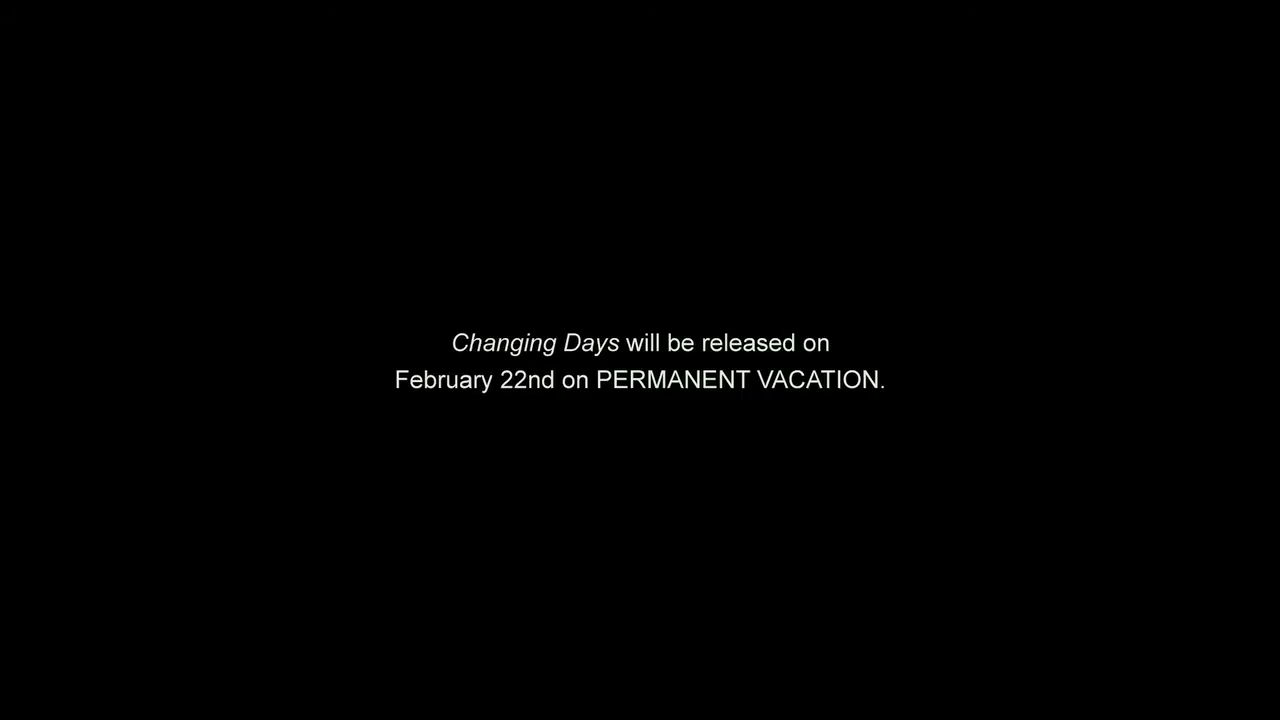 Changing Days will be released on
February 22nd on PERMANENT VACATION.